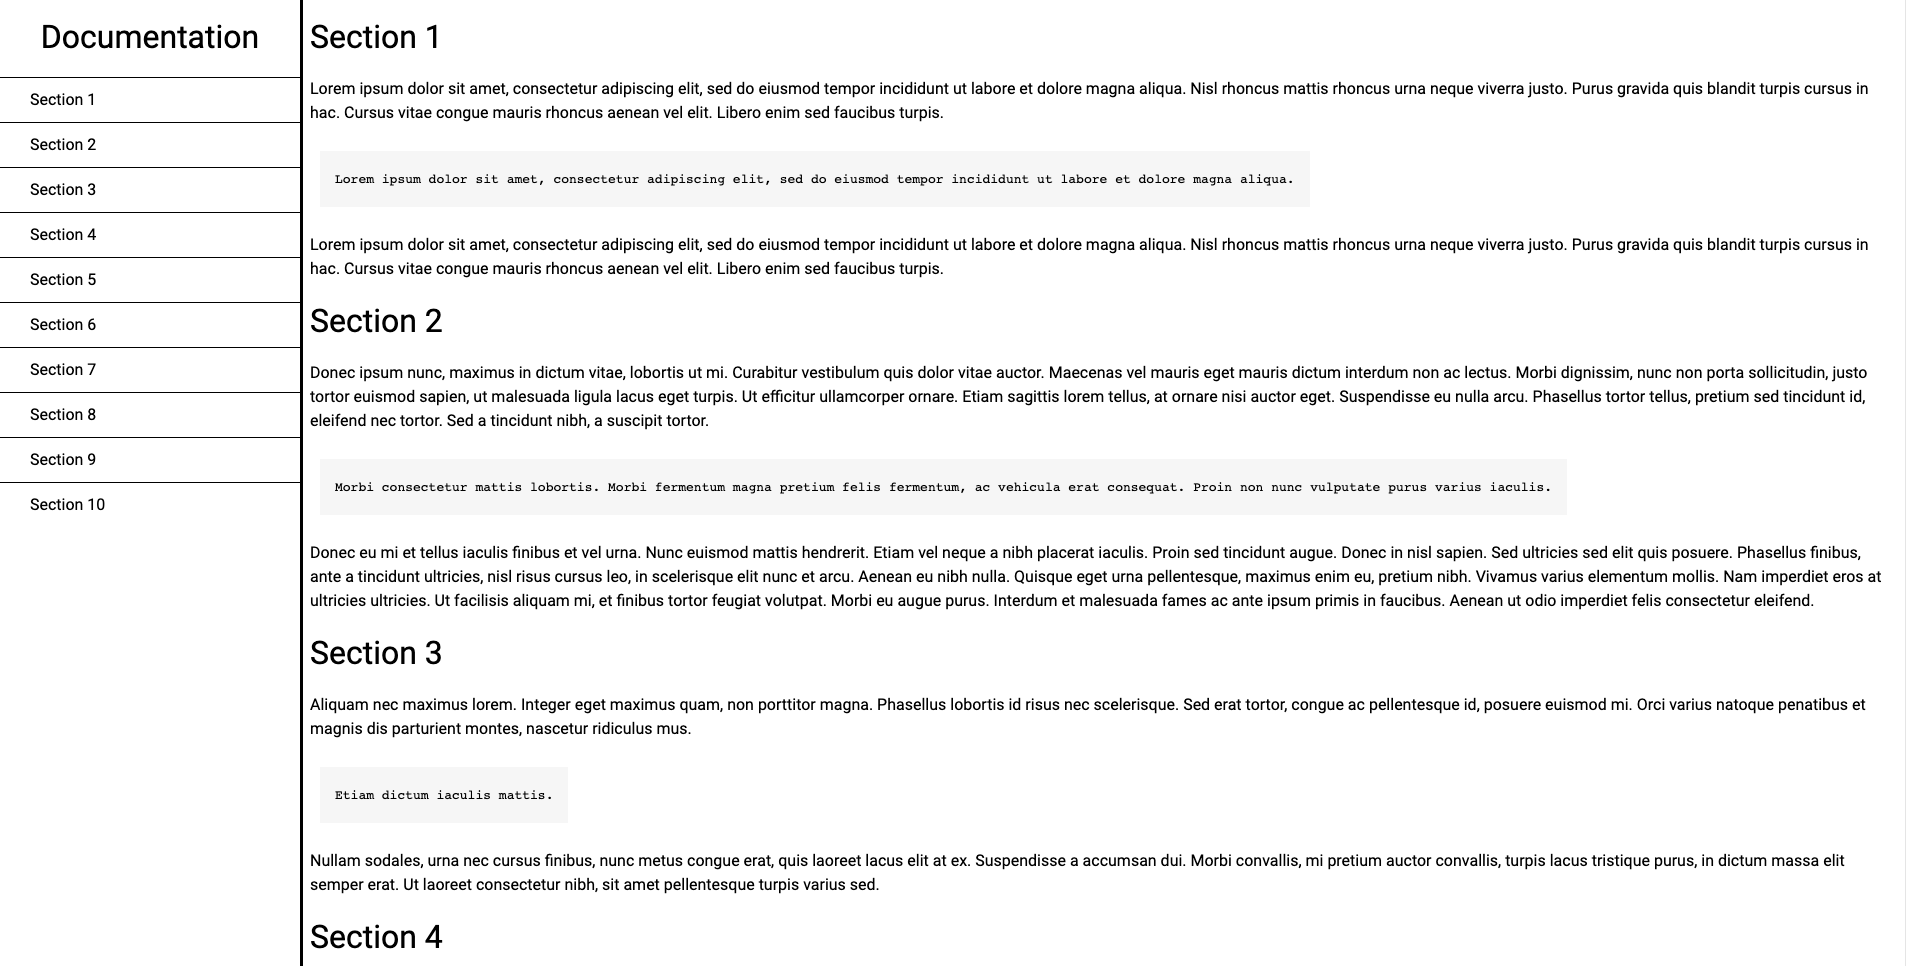 Documentation
Section 1
Section 2
Section 3
Section 4
Section 5
Section 6
Section 7
Section 8
Section 9
Section 10
Section 1
Lorem ipsum dolor sit amet, consectetur adipiscing elit, sed do eiusmod tempor incididunt ut labore et dolore magna aliqua. Nisl rhoncus mattis rhoncus urna neque viverra justo. Purus gravida quis blandit turpis cursus in
hac. Cursus vitae congue mauris rhoncus aenean vel elit. Libero enim sed faucibus turpis.
Lorem ipsum dolor sit amet, consectetur adipiscing elit, sed do eiusmod tempor incididunt ut labore et dolore magna aliqua.
Lorem ipsum dolor sit amet, consectetur adipiscing elit, sed do eiusmod tempor incididunt ut labore et dolore magna aliqua. Nisl rhoncus mattis rhoncus urna neque viverra justo. Purus gravida quis blandit turpis cursus in
hac. Cursus vitae congue mauris rhoncus aenean vel elit. Libero enim sed faucibus turpis.
Section 2
Donec ipsum nunc, maximus in dictum vitae, lobortis ut mi. Curabitur vestibulum quis dolor vitae auctor. Maecenas vel mauris eget mauris dictum interdum non ac lectus. Morbi dignissim, nunc non porta sollicitudin, justo
tortor euismod sapien, ut malesuada ligula lacus eget turpis. Ut efficitur ullamcorper ornare. Etiam sagittis lorem tellus, at ornare nisi auctor eget. Suspendisse eu nulla arcu. Phasellus tortor tellus, pretium sed tincidunt id,
eleifend nec tortor. Sed a tincidunt nibh, a suscipit tortor.
Morbi consectetur mattis lobortis. Morbi fermentum magna pretium felis fermentum, ac vehicula erat consequat. Proin non nunc vulputate purus varius iaculis.
Donec eu mi et tellus iaculis finibus et vel urna. Nunc euismod mattis hendrerit. Etiam vel neque a nibh placerat iaculis. Proin sed tincidunt augue. Donec in nisl sapien. Sed ultricies sed elit quis posuere. Phasellus finibus,
ante a tincidunt ultricies, nisl risus cursus leo, in scelerisque elit nunc et arcu. Aenean eu nibh nulla. Quisque eget urna pellentesque, maximus enim eu, pretium nibh. Vivamus varius elementum mollis. Nam imperdiet eros at
ultricies ultricies. Ut facilisis aliquam mi, et finibus tortor feugiat volutpat. Morbi eu augue purus. Interdum et malesuada fames ac ante ipsum primis in faucibus. Aenean ut odio imperdiet felis consectetur eleifend.
Section 3
Aliquam nec maximus lorem. Integer eget maximus quam, non porttitor magna. Phasellus lobortis id risus nec scelerisque. Sed erat tortor, congue ac pellentesque id, posuere euismod mi. Orci varius natoque penatibus et
magnis dis parturient montes, nascetur ridiculus mus.
Etiam dictum iaculis mattis.
Nullam sodales, urna nec cursus finibus, nunc metus congue erat, quis laoreet lacus elit at ex. Suspendisse a accumsan dui. Morbi convallis, mi pretium auctor convallis, turpis lacus tristique purus, in dictum massa elit
semper erat. Ut laoreet consectetur nibh, sit amet pellentesque turpis varius sed.
Section 4